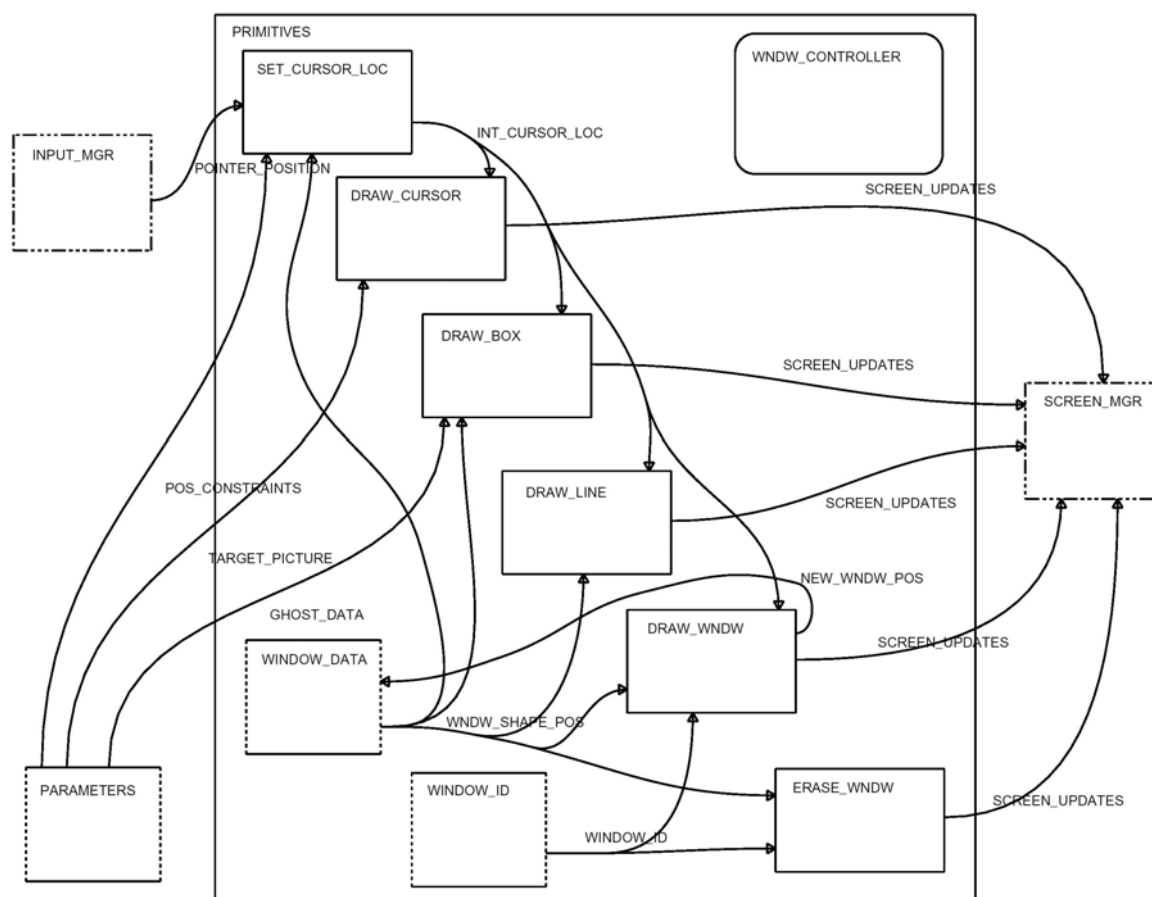 PRIMITIVES
SET_CURSOR_LOC
WNDW_CONTROLLER
INT_CURSOR_LOC
INPUT_MGR
POINTER_POSITION
DRAW_CURSOR
SCREEN_UPDATES
DRAW_BOX
SCREEN_UPDATES
SCREEN_MGR
POS_CONSTRAINTS
DRAW_LINE
SCREEN_UPDATES
TARGET_PICTURE
NEW_WNDW_POS
GHOST_DATA
DRAW_WNDW
SCREEN_UPDATES
WINDOW_DATA
WNDW_SHAPE_POS
PARAMETERS
WINDOW_ID
ERASE_WNDW
SCREEN_UPDATES
WINDOW_ID